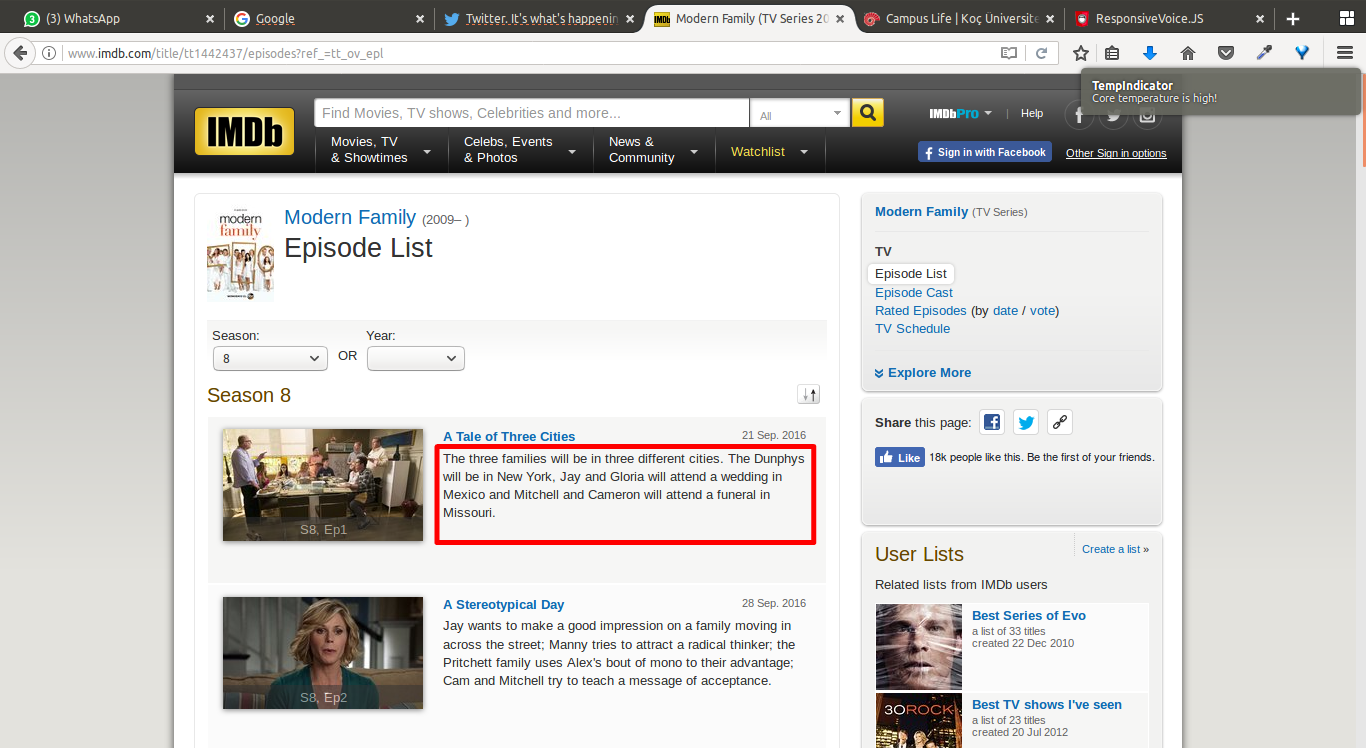 (3) WhatsApp
Google
Twitter. It's what's happenin
Modern Family (TV Series 20
Campus Life | Koç Üniversite
ResponsiveVoice.JS
www.imdb.com/title/tt1442437/episodes?ref_=tt_ov_epl
TempIndicator
Core temperature is high!
IMDb
Find Movies, TV shows, Celebrities and more...
All
IMDbPro
| Help
Movies, TV
& Showtimes
Celebs, Events
& Photos
News &
Community
Watchlist
Sign in with Facebook
Other Sign in options
modern
family
Modern Family (2009– )
Episode List
Season:
Year:
8
OR
Season 8
A Tale of Three Cities
21 Sep. 2016
The three families will be in three different cities. The Dunphys
will be in New York, Jay and Gloria will attend a wedding in
Mexico and Mitchell and Cameron will attend a funeral in
Missouri.
S8, Ep1
A Stereotypical Day
28 Sep. 2016
Jay wants to make a good impression on a family moving in
across the street; Manny tries to attract a radical thinker; the
Pritchett family uses Alex's bout of mono to their advantage;
Cam and Mitchell try to teach a message of acceptance.
S8, Ep2
Modern Family (TV Series)
TV
Episode List
Episode Cast
Rated Episodes (by date / vote)
TV Schedule
Explore More
Share this page:
Like
18k people like this. Be the first of your friends.
User Lists
Create a list »
Related lists from IMDb users
Best Series of Evo
a list of 33 titles
created 22 Dec 2010
30ROCK
Best TV shows I've seen
a list of 23 titles
created 20 Jul 2012